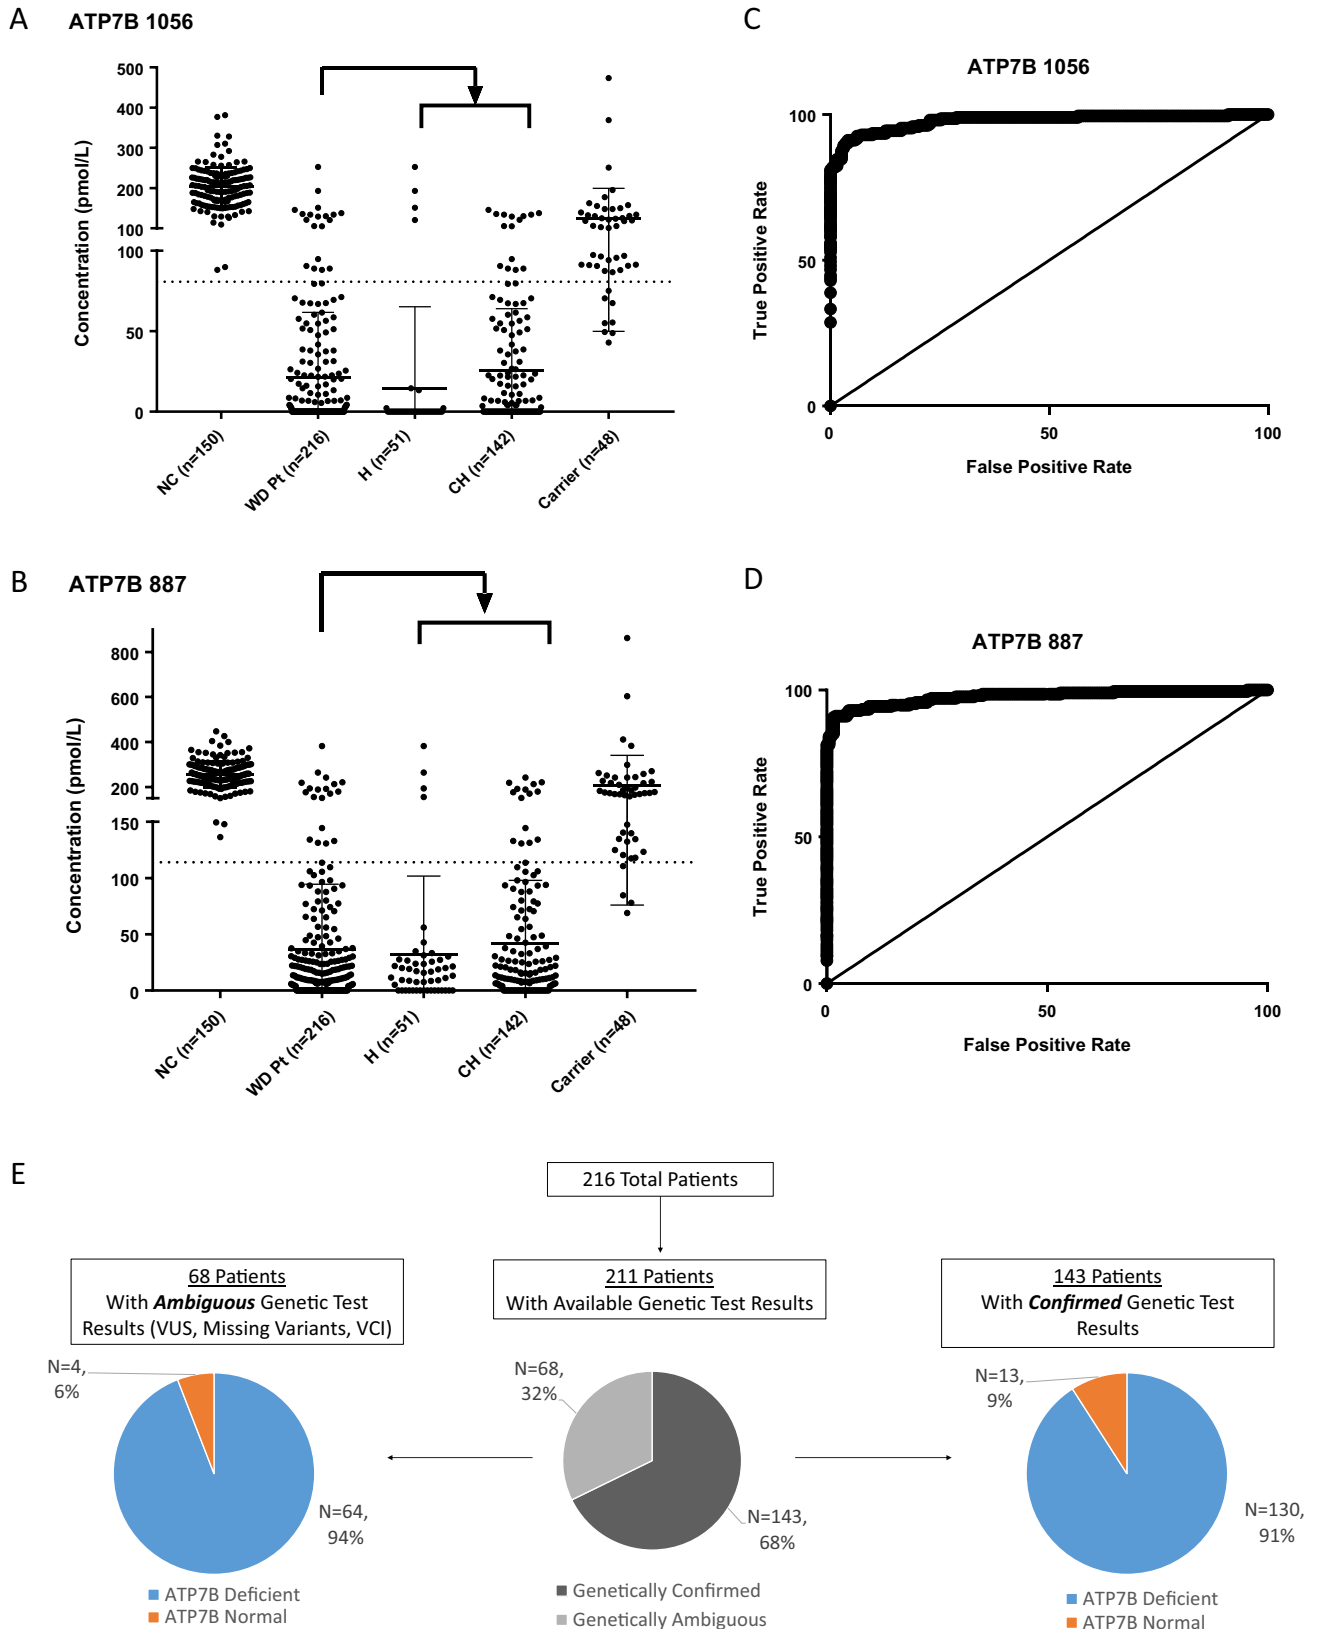 A
ATP7B 1056
Concentration (pmol/L)
500
400
300
200
100
100
50
0
NC (n=150)
WD Pt (n=216)
H (n=51)
CH (n=142)
Carrier (n=48)
C
ATP7B 1056
True Positive Rate
100
50
0
0
50
100
False Positive Rate
B
ATP7B 887
Concentration (pmol/L)
800
600
400
200
150
100
50
0
NC (n=150)
WD Pt (n=216)
H (n=51)
CH (n=142)
Carrier (n=48)
D
ATP7B 887
True Positive Rate
100
50
0
0
50
100
False Positive Rate
E
216 Total Patients
68 Patients
With Ambiguous Genetic Test
Results (VUS, Missing Variants, VCI)
211 Patients
With Available Genetic Test Results
143 Patients
With Confirmed Genetic Test
Results
N=4,
6%
N=64,
94%
ATP7B Deficient
ATP7B Normal
N=68,
32%
N=143,
68%
Genetically Confirmed
Genetically Ambiguous
N=13,
9%
N=130,
91%
ATP7B Deficient
ATP7B Normal